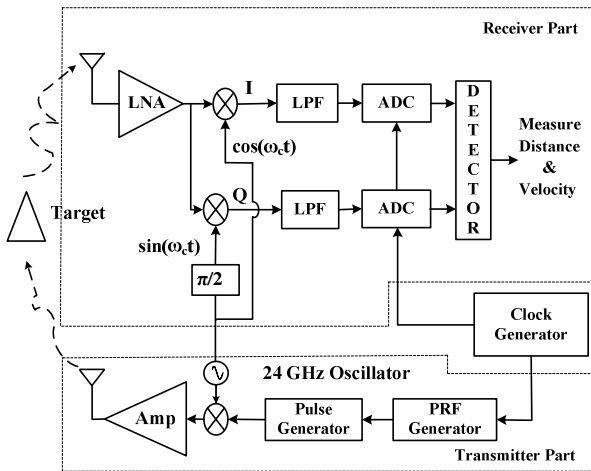 Receiver Part
LNA
I
LPF
ADC
DETECTOR
Measure
Distance
&
Velocity
cos(ωct)
Target
Q
LPF
ADC
sin(ωct)
π/2
Clock
Generator
24 GHz Oscillator
Amp
Pulse
Generator
PRF
Generator
Transmitter Part